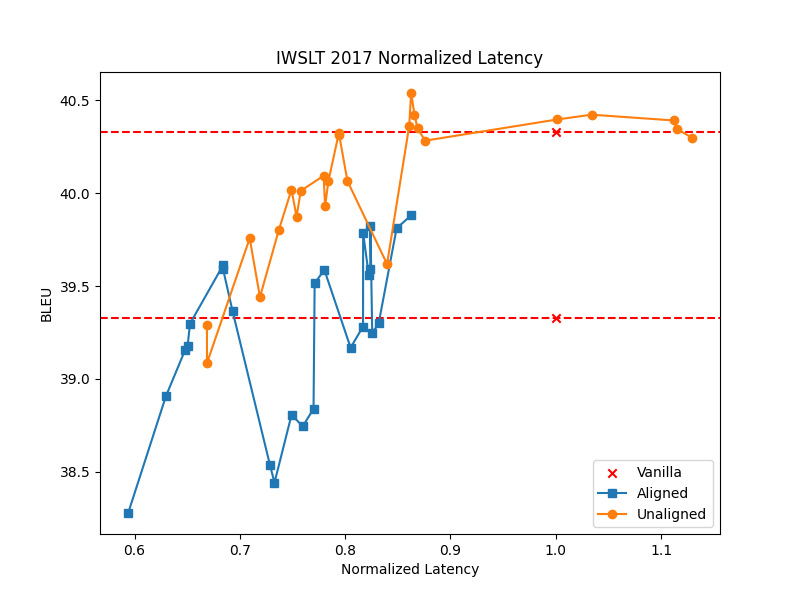 IWSLT 2017 Normalized Latency
BLEU
40.5
40.0
39.5
39.0
38.5
0.6
0.7
0.8
0.9
1.0
1.1
Normalized Latency
Vanilla
Aligned
Unaligned